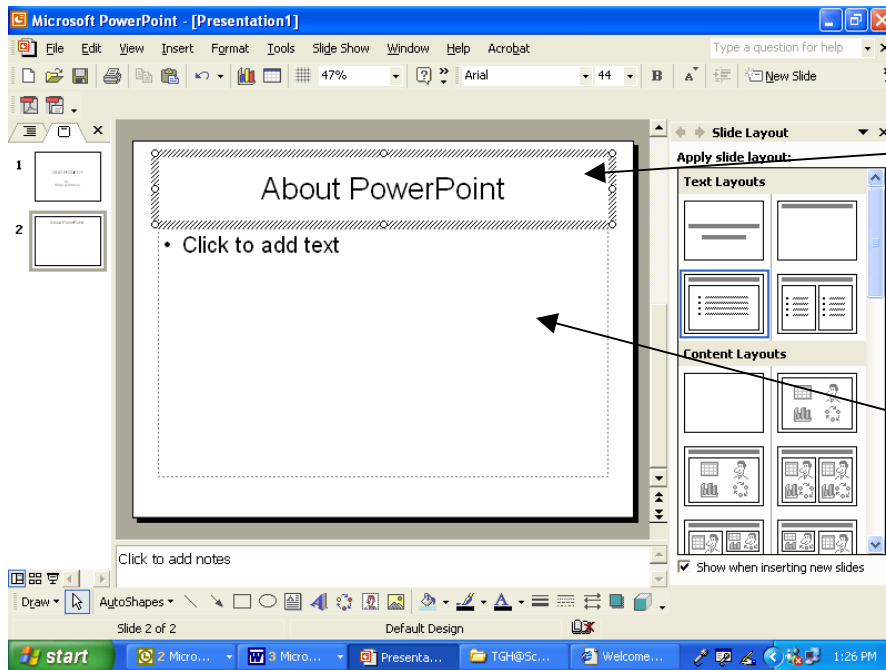 Microsoft PowerPoint - [Presentation1]
File Edit View Insert Format Tools Slide Show Window Help Acrobat Type a question for help
47% Arial 44 B A New Slide
Slide Layout
Apply slide layout:
Text Layouts
1
2
About PowerPoint
• Click to add text
Content Layouts
Click to add notes
Show when inserting new slides
Draw AutoShapes A
Slide 2 of 2 Default Design
start 2 Micro... 3 Micro... Presenta... TGH@Sc... Welcome... 1:26 PM